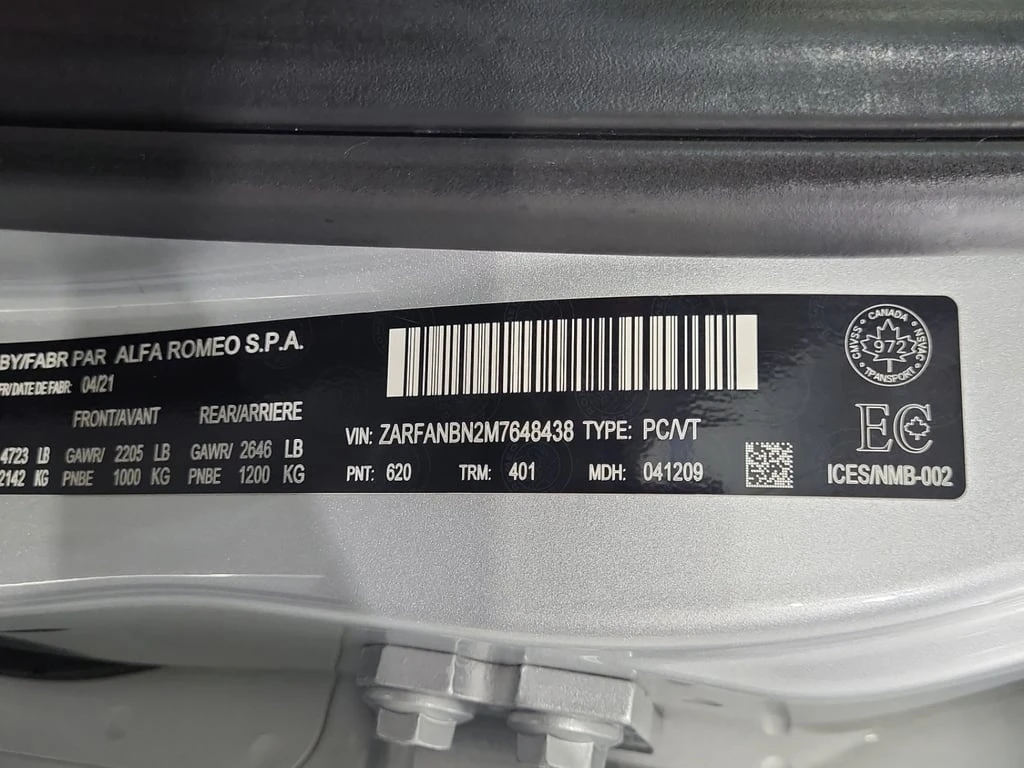 BY/FABR PAR ALFA ROMEO S.P.A.
FR/DATE DE FABR: 04/21
FRONT/AVANT REAR/ARRIERE
4723 LB GAWR/ 2205 LB GAWR/ 2646 LB
2142 KG PNBE 1000 KG PNBE 1200 KG
VIN: ZARFANBN2M7648438 TYPE: PC/VT
PNT: 620 TRM: 401 MDH: 041209
CANADA
CMVSS
972
NSVAC
TRANSPORT
EC
ICES/NMB-002